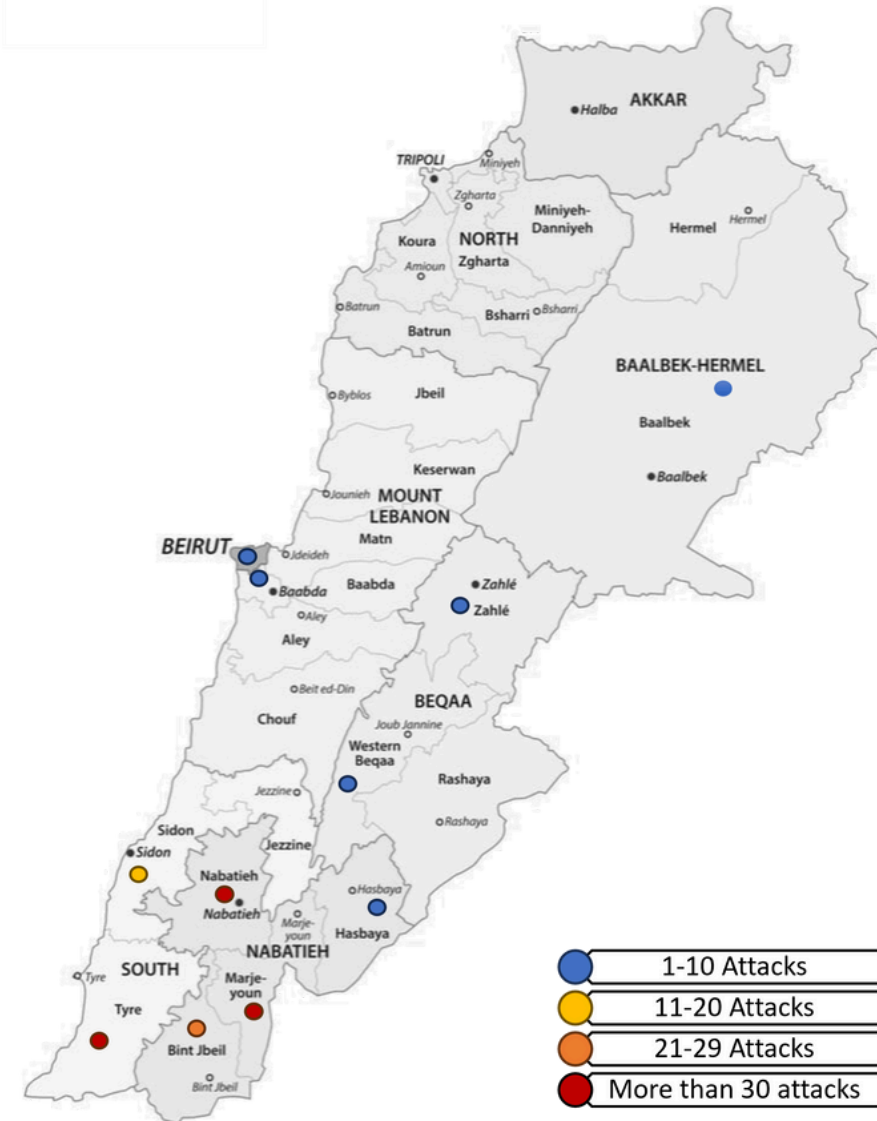 AKKAR
Halba
TRIPOLI
Miniyeh
Zgharta
Miniyeh-
Danniyeh
Hermel
Hermel
Koura
NORTH
Zgharta
Amioun
Batrun
Bsharri
Bsharri
Batrun
BAALBEK-HERMEL
Byblos
Jbeil
Baalbek
Keserwan
Baalbek
Jounieh
MOUNT
LEBANON
Matn
BEIRUT
Jdeideh
Baabda
Baabda
Zahlé
Zahlé
Aley
Aley
Beit ed-Din
Chouf
BEQAA
Joub Jannine
Western
Beqaa
Rashaya
Jezzine
Rashaya
Sidon
Jezzine
Sidon
Nabatieh
Nabatieh
Hasbaya
Marje-
youn
Hasbaya
NABATIEH
SOUTH
Tyre
Marje-
youn
Tyre
Bint Jbeil
Bint Jbeil
1-10 Attacks
11-20 Attacks
21-29 Attacks
More than 30 attacks